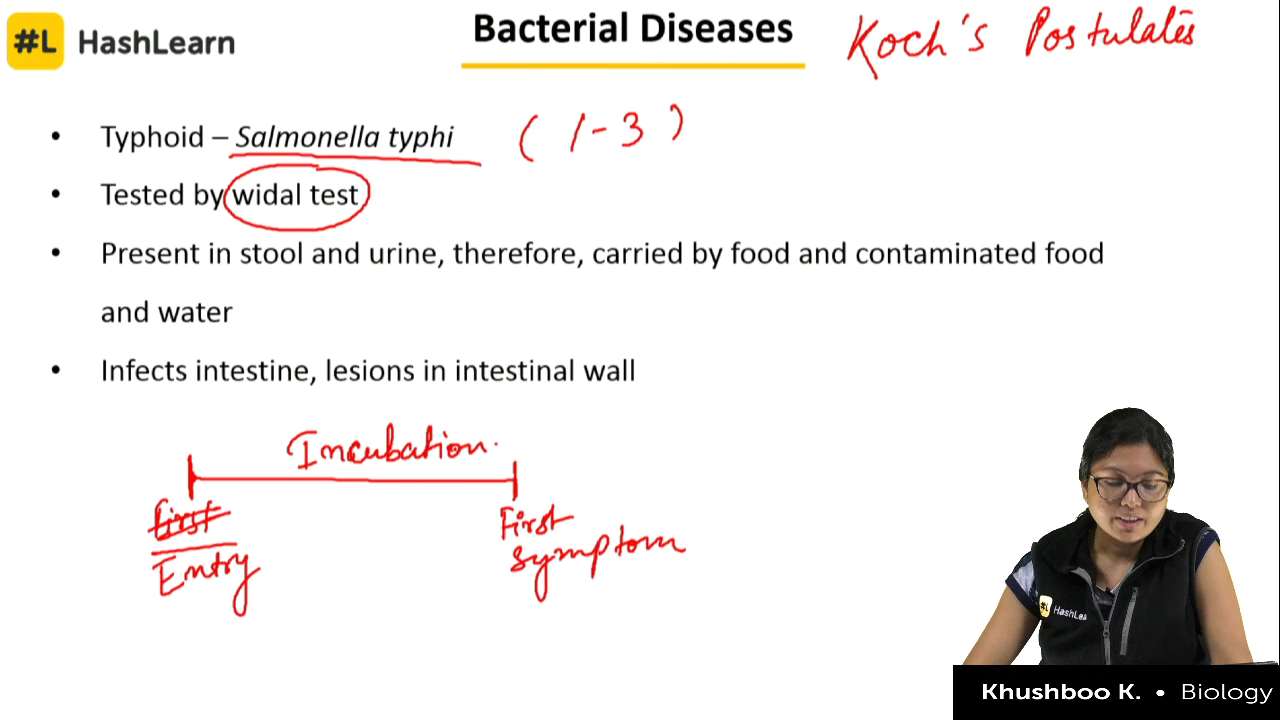 #L HashLearn
Bacterial Diseases
Koch's Postulates
• Typhoid – Salmonella typhi (1-3)
• Tested by widal test
• Present in stool and urine, therefore, carried by food and contaminated food
and water
• Infects intestine, lesions in intestinal wall
Incubation.
first
Entry
First
Symptom
#L HashLea
Khushboo K. • Biology